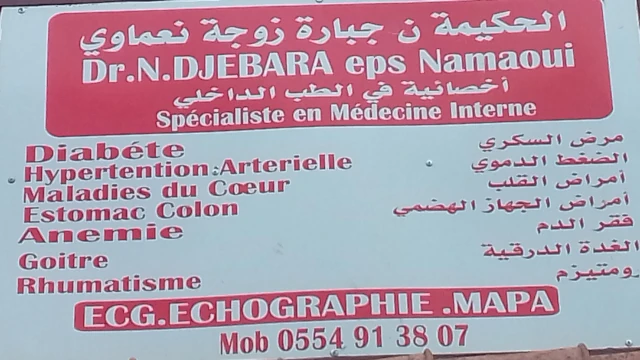 الحكيمة ن جبارة زوجة نعماوي
Dr.N.DJEBARA eps Namaoui
أخصائية في الطب الداخلي
Spécialiste en Médecine Interne
Diabéte مرض السكري
Hypertention.Arterielle الضغط الدموي
Maladies du Cœur أمراض القلب
Estomac Colon أمراض الجهاز الهضمي
Anemie فقر الدم
Goitre الغدة الدرقية
Rhumatisme ومتيزم
ECG.ECHOGRAPHIE .MAPA
Mob 0554 91 38 07